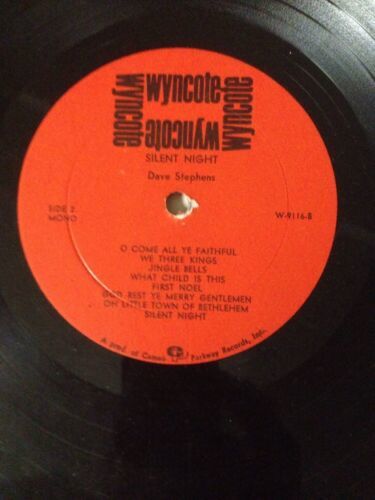 wyncote
wyncote
wyncote
wyncote
wyncote
SILENT NIGHT
Dave Stephens
SIDE 2
MONO
W-9116-B
O COME ALL YE FAITHFUL
WE THREE KINGS
JINGLE BELLS
WHAT CHILD IS THIS
FIRST NOEL
GOD REST YE MERRY GENTLEMEN
OH LITTLE TOWN OF BETHLEHEM
SILENT NIGHT
A prod. of Cameo Parkway Records, Inc.